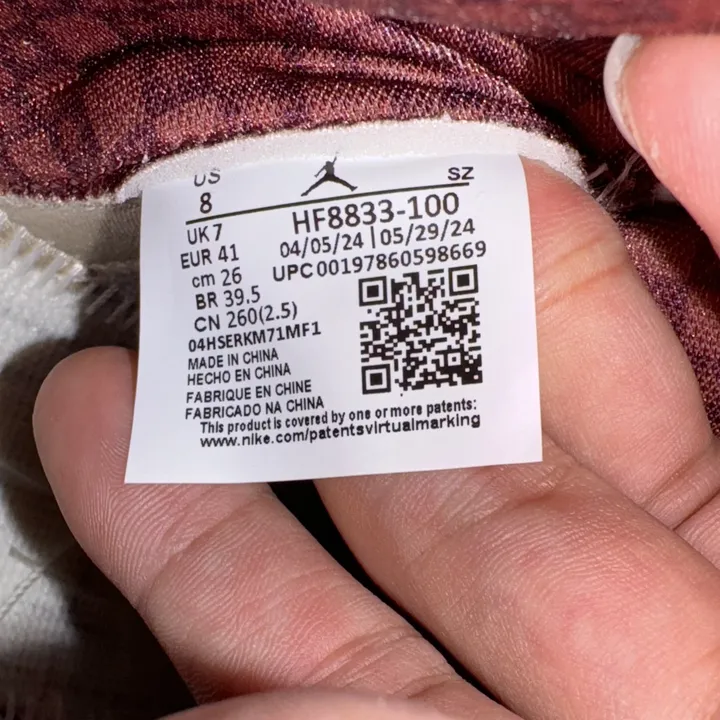 US SZ
8
HF8833-100
UK 7
04/05/24 | 05/29/24
EUR 41
UPC 00197860598669
cm 26
BR 39.5
CN 260(2.5)
04HSERKM71MF1
MADE IN CHINA
HECHO EN CHINA
FABRIQUE EN CHINE
FABRICADO NA CHINA
This product is covered by one or more patents:
www.nike.com/patentsvirtualmarking